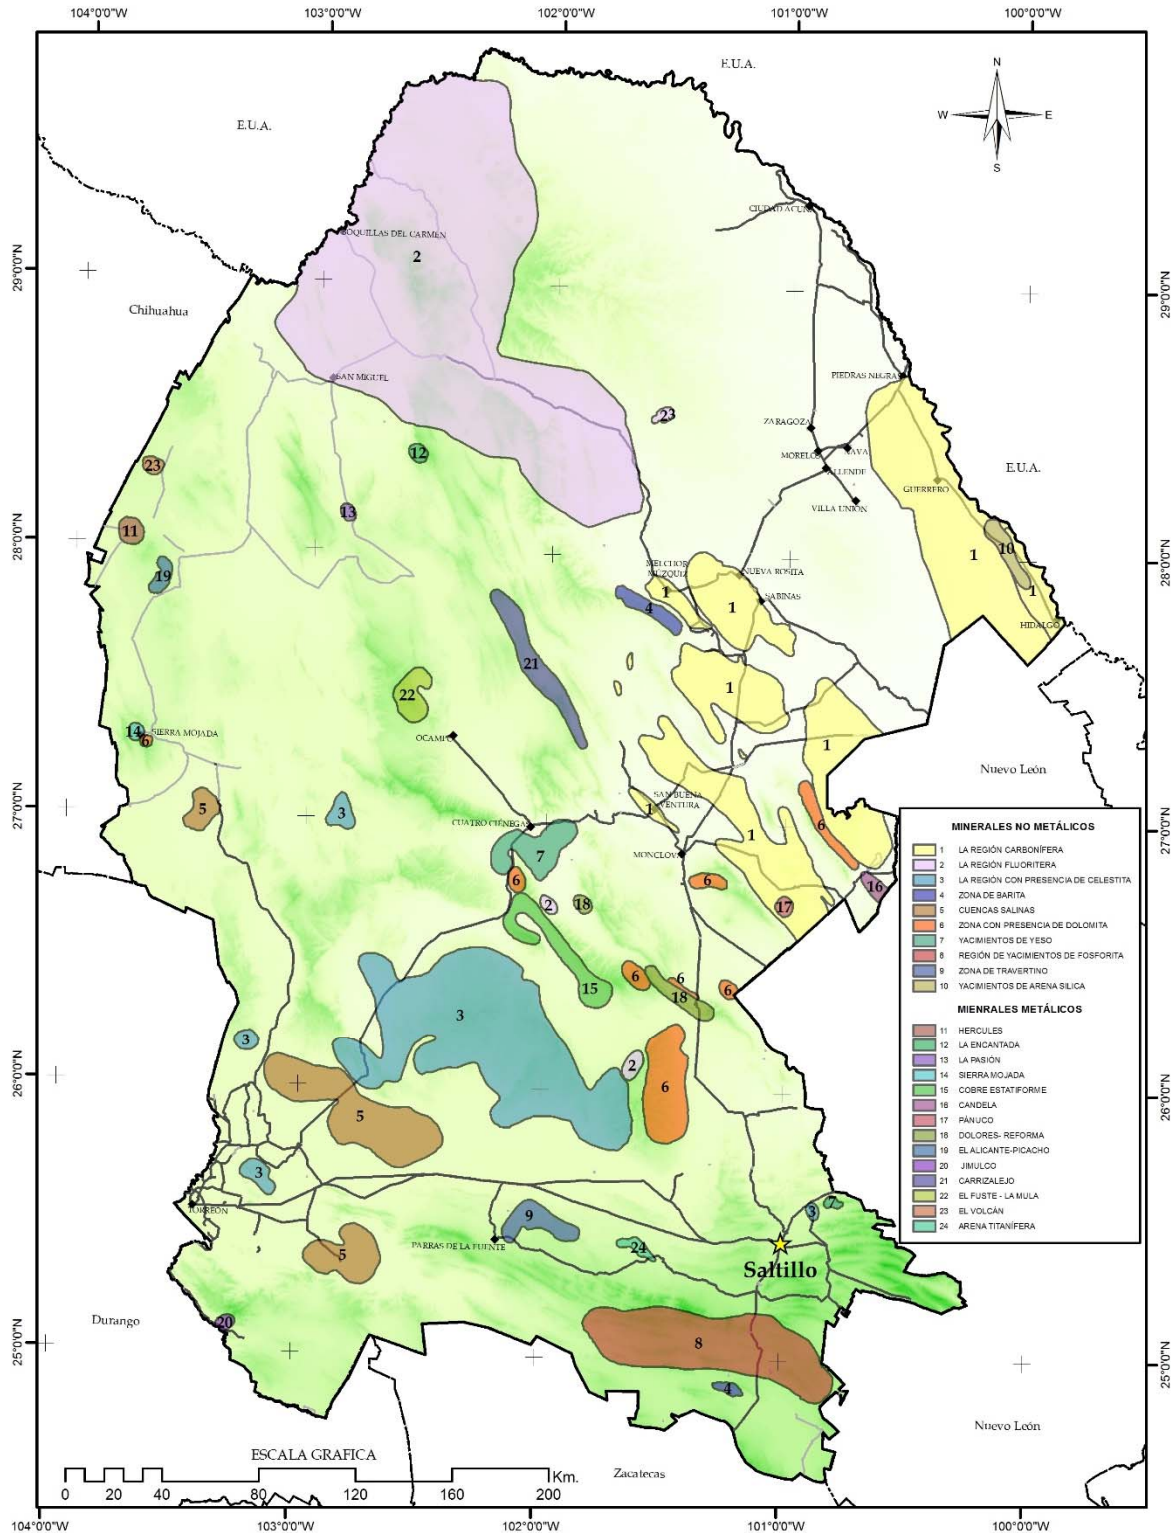 104°0'0"W
103°0'0"W
102°0'0"W
101°0'0"W
100°0'0"W
E.U.A.
N
W E
S
E.U.A.
CIUDAD ACUÑA
BOQUILLAS DEL CARMEN
2
29°0'0"N
29°0'0"N
Chihuahua
SAN MIGUEL
PIEDRAS NEGRAS
23
ZARAGOZA
12
MORELOS
NAVA
23
ALLENDE
E.U.A.
GUERRERO
13
VILLA UNIÓN
11
28°0'0"N
10
1
28°0'0"N
19
MELCHOR
MÚZQUIZ
NUEVA ROSITA
1
SABINAS
1
4
1
HIDALGO
21
22
1
14
6
SIERRA MOJADA
OCAMPO
1
Nuevo León
27°0'0"N
5
3
SAN BUENA
VENTURA
1
27°0'0"N
CUATRO CIÉNEGAS
1
6
7
MONCLOVA
6
6
16
2
18
17
MINERALES NO METÁLICOS
1 LA REGIÓN CARBONÍFERA
2 LA REGIÓN FLUORITERA
3 LA REGIÓN CON PRESENCIA DE CELESTITA
4 ZONA DE BARITA
5 CUENCAS SALINAS
6 ZONA CON PRESENCIA DE DOLOMITA
7 YACIMIENTOS DE YESO
8 REGIÓN DE YACIMIENTOS DE FOSFORITA
9 ZONA DE TRAVERTINO
10 YACIMIENTOS DE ARENA SILICA
MIENRALES METÁLICOS
11 HERCULES
12 LA ENCANTADA
13 LA PASIÓN
14 SIERRA MOJADA
15 COBRE ESTATIFORME
16 CANDELA
17 PÁNUCO
18 DOLORES- REFORMA
19 EL ALICANTE-PICACHO
20 JIMULCO
21 CARRIZALEJO
22 EL FUSTE - LA MULA
23 EL VOLCÁN
24 ARENA TITANÍFERA
6
6
15
18
6
3
3
2
6
26°0'0"N
26°0'0"N
5
3
TORREÓN
7
3
9
PARRAS DE LA FUENTE
24
5
Saltillo
Durango
20
25°0'0"N
8
25°0'0"N
4
Nuevo León
ESCALA GRAFICA
Zacatecas
Km.
0 20 40 80 120 160 200
104°0'0"W
103°0'0"W
102°0'0"W
101°0'0"W
100°0'0"W